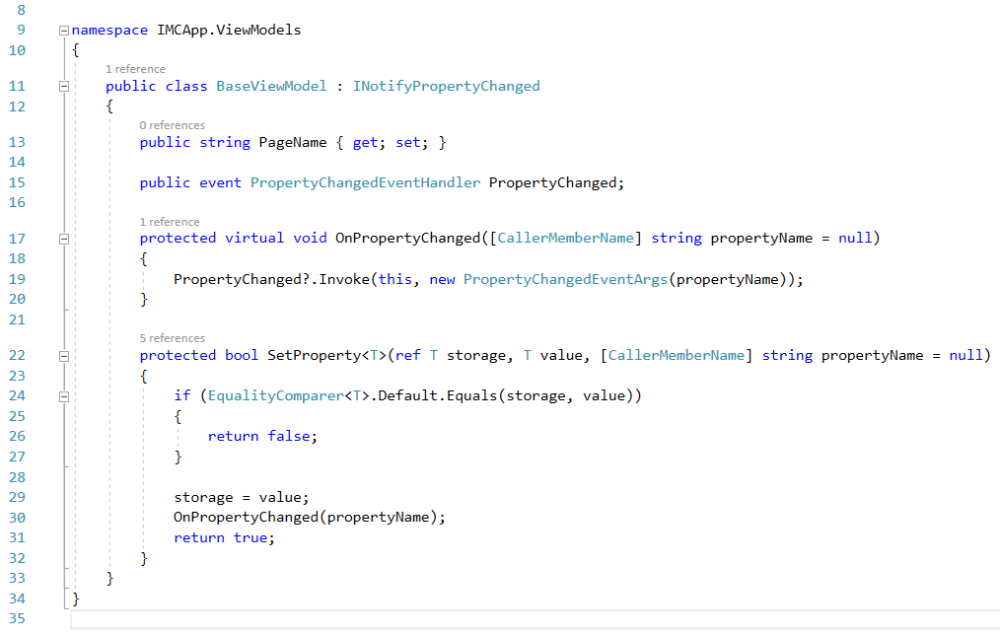 8
9 namespace IMCApp.ViewModels
10 {
1 reference
11 public class BaseViewModel : INotifyPropertyChanged
12 {
0 references
13 public string PageName { get; set; }
14
15 public event PropertyChangedEventHandler PropertyChanged;
16
1 reference
17 protected virtual void OnPropertyChanged([CallerMemberName] string propertyName = null)
18 {
19 PropertyChanged?.Invoke(this, new PropertyChangedEventArgs(propertyName));
20 }
21
5 references
22 protected bool SetProperty<T>(ref T storage, T value, [CallerMemberName] string propertyName = null)
23 {
24 if (EqualityComparer<T>.Default.Equals(storage, value))
25 {
26 return false;
27 }
28
29 storage = value;
30 OnPropertyChanged(propertyName);
31 return true;
32 }
33 }
34 }
35